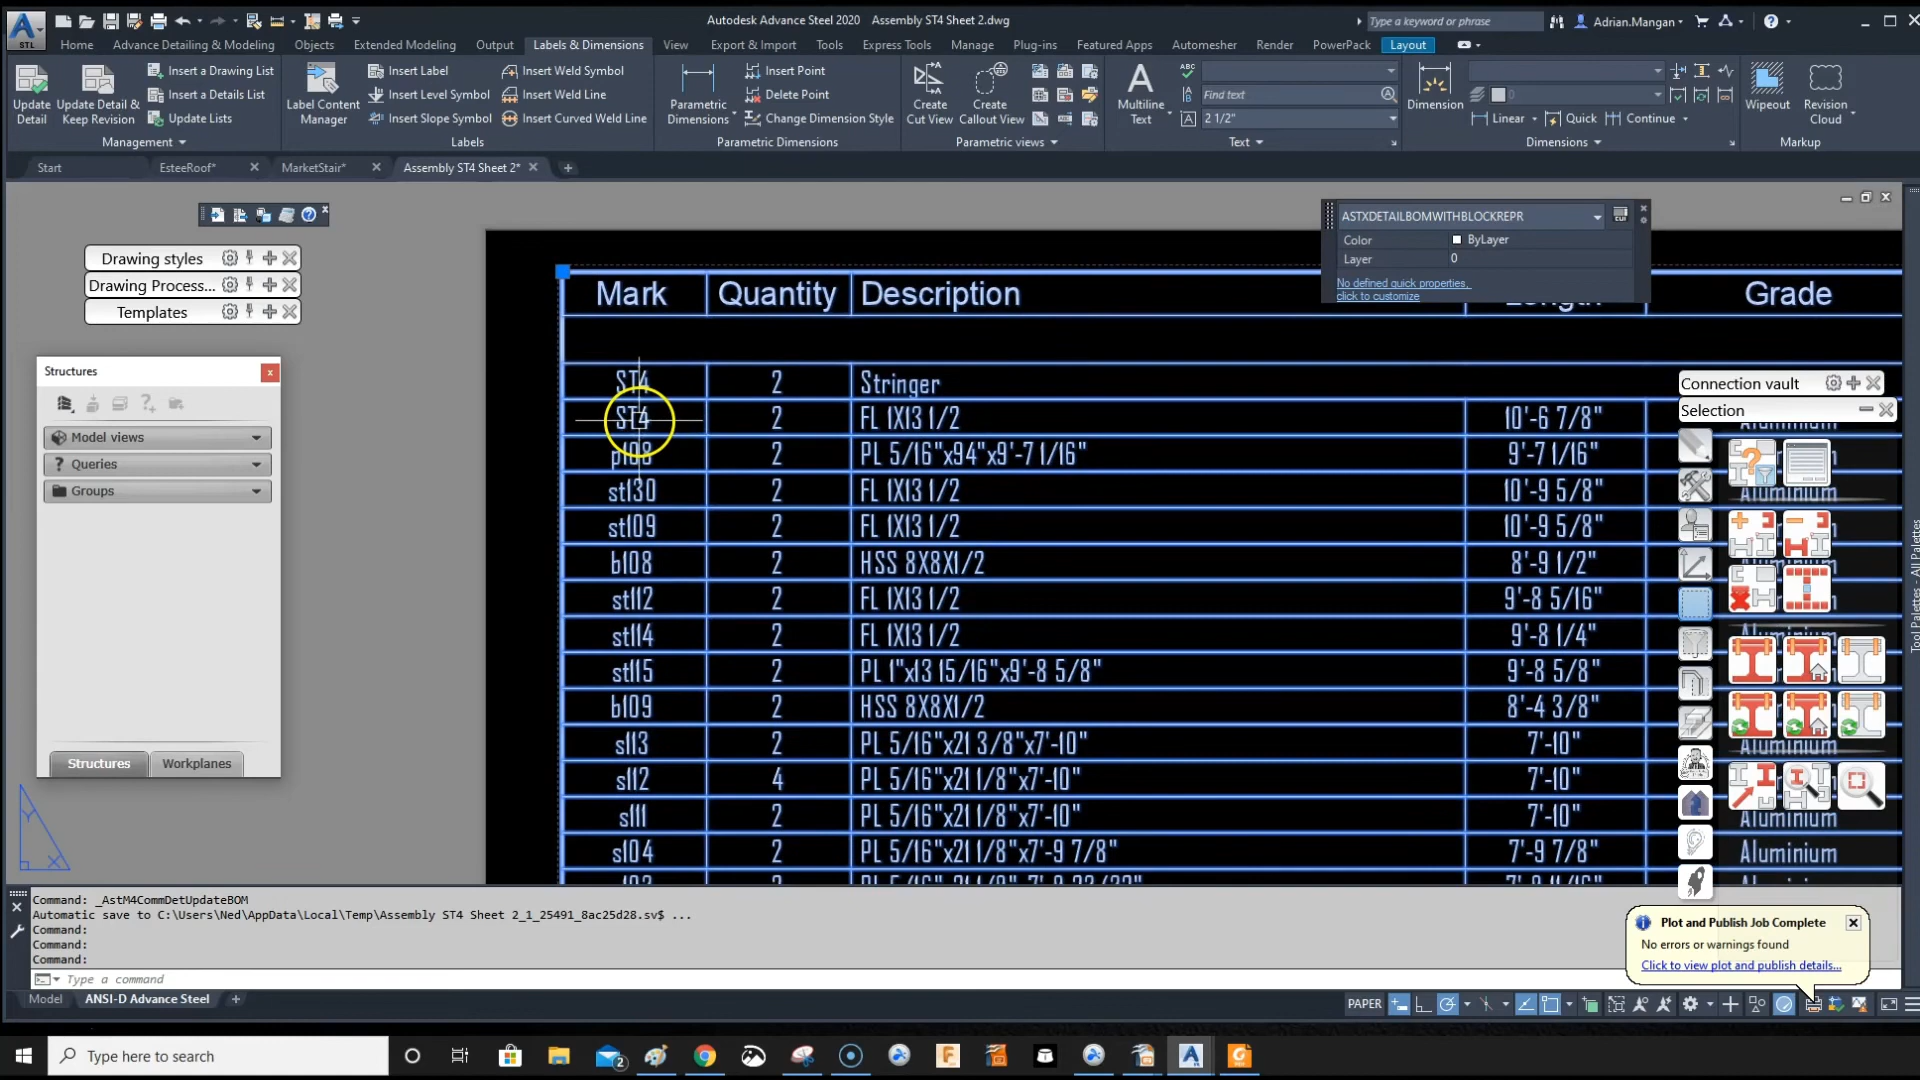 Autodesk Advance Steel 2020 Assembly ST4 Sheet 2.dwg
Type a keyword or phrase
Adrian.Mangan
STL
Home Advance Detailing & Modeling Objects Extended Modeling Output Labels & Dimensions View Export & Import Tools Express Tools Manage Plug-ins Featured Apps Automesher Render PowerPack Layout
Update Detail
Update Detail & Keep Revision
Insert a Drawing List
Insert a Details List
Update Lists
Management
Label Content Manager
Insert Label
Insert Level Symbol
Insert Slope Symbol
Insert Weld Symbol
Insert Weld Line
Insert Curved Weld Line
Labels
Parametric Dimensions
Insert Point
Delete Point
Change Dimension Style
Parametric Dimensions
Create Cut View
Create Callout View
Parametric views
Multiline Text
Find text
2 1/2"
Text
Dimension
0
Linear Quick Continue
Dimensions
Wipeout
Revision Cloud
Markup
Start EsteeRoof* MarketStair* Assembly ST4 Sheet 2*
Drawing styles
Drawing Process...
Templates
Structures
Model views
Queries
Groups
Structures Workplanes
ASTXDETAILBOMWITHBLOCKREPR
Color ByLayer
Layer 0
No defined quick properties,
click to customize
Mark Quantity Description Length Grade
ST4 2 Stringer
ST4 2 FL 1X13 1/2 10'-6 7/8"
p108 2 PL 5/16"x94"x9'-7 1/16" 9'-7 1/16"
st130 2 FL 1X13 1/2 10'-9 5/8" Aluminium
st109 2 FL 1X13 1/2 10'-9 5/8"
b108 2 HSS 8X8X1/2 8'-9 1/2"
st112 2 FL 1X13 1/2 9'-8 5/16"
st114 2 FL 1X13 1/2 9'-8 1/4"
st115 2 PL 1"x13 15/16"x9'-8 5/8" 9'-8 5/8"
b109 2 HSS 8X8X1/2 8'-4 3/8"
s113 2 PL 5/16"x21 3/8"x7'-10" 7'-10" Aluminium
s112 4 PL 5/16"x21 1/8"x7'-10" 7'-10"
s111 2 PL 5/16"x21 1/8"x7'-10" 7'-10" Aluminium
s104 2 PL 5/16"x21 1/8"x7'-9 7/8" 7'-9 7/8" Aluminium
Connection vault
Selection
Tool Palettes - All Palettes
Command: _AstM4CommDetUpdateBOM
Automatic save to C:\Users\Ned\AppData\Local\Temp\Assembly ST4 Sheet 2_1_25491_8ac25d28.sv$ ...
Command:
Command:
Command:
Type a command
Plot and Publish Job Complete
No errors or warnings found
Click to view plot and publish details...
Model ANSI-D Advance Steel
PAPER
Type here to search
2
Y
X